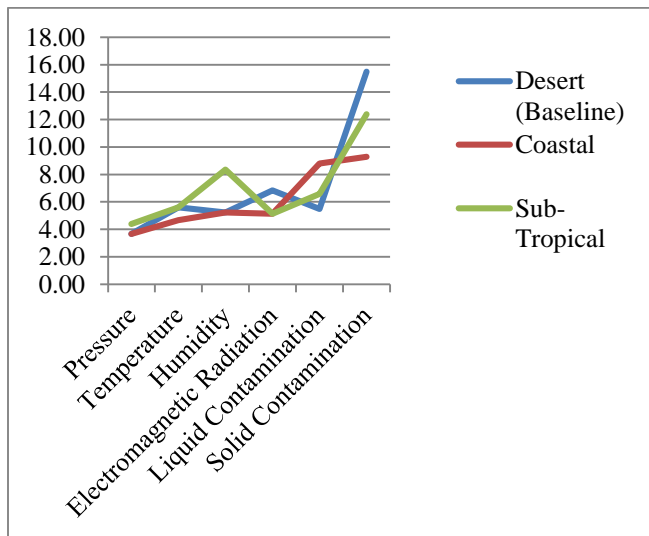 18.00
16.00
14.00
12.00
10.00
8.00
6.00
4.00
2.00
0.00
Pressure
Temperature
Humidity
Electromagnetic Radiation
Liquid Contamination
Solid Contamination
Desert
(Baseline)
Coastal
Sub-
Tropical